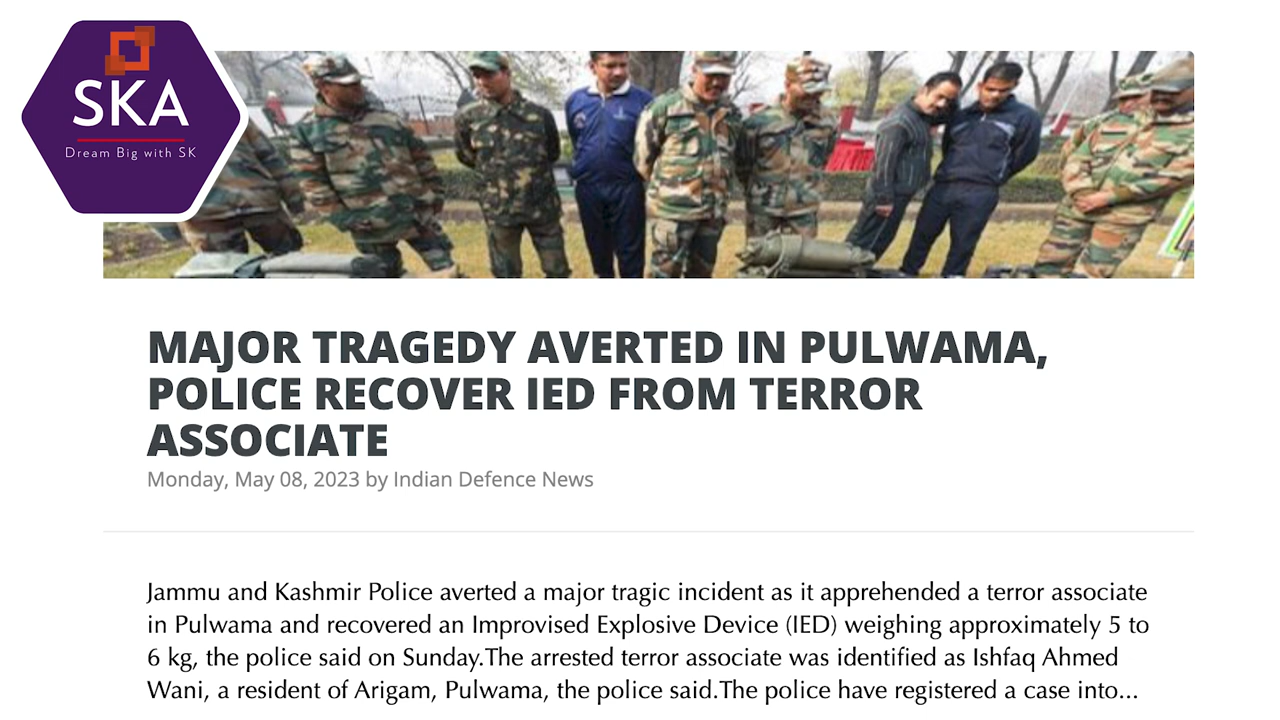 SKA
Dream Big with SK
MAJOR TRAGEDY AVERTED IN PULWAMA,
POLICE RECOVER IED FROM TERROR
ASSOCIATE
Monday, May 08, 2023 by Indian Defence News
Jammu and Kashmir Police averted a major tragic incident as it apprehended a terror associate
in Pulwama and recovered an Improvised Explosive Device (IED) weighing approximately 5 to
6 kg, the police said on Sunday.The arrested terror associate was identified as Ishfaq Ahmed
Wani, a resident of Arigam, Pulwama, the police said.The police have registered a case into...